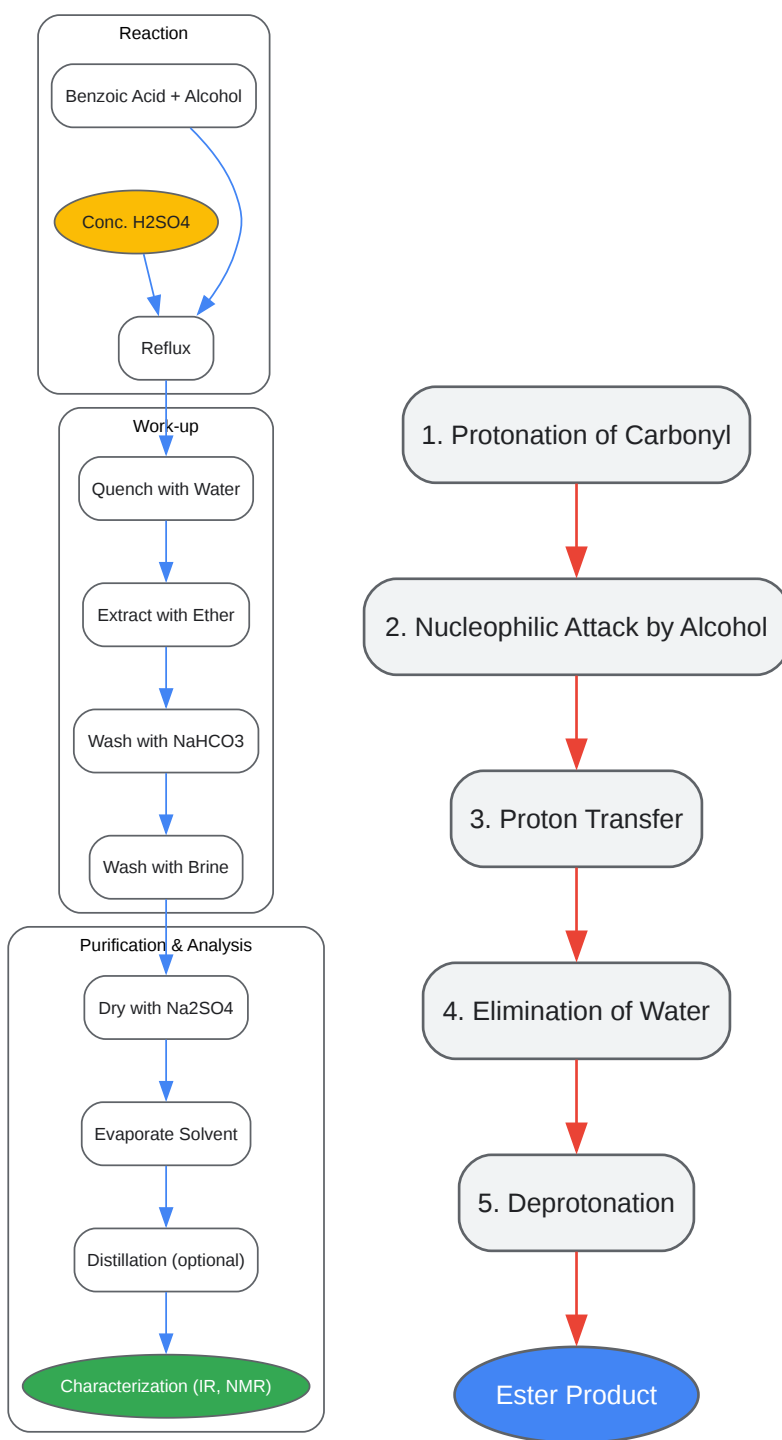 Reaction
Benzoic Acid + Alcohol
Conc. H2SO4
Reflux
Work-up
Quench with Water
Extract with Ether
Wash with NaHCO3
Wash with Brine
Purification & Analysis
Dry with Na2SO4
Evaporate Solvent
Distillation (optional)
Characterization (IR, NMR)
1. Protonation of Carbonyl
2. Nucleophilic Attack by Alcohol
3. Proton Transfer
4. Elimination of Water
5. Deprotonation
Ester Product